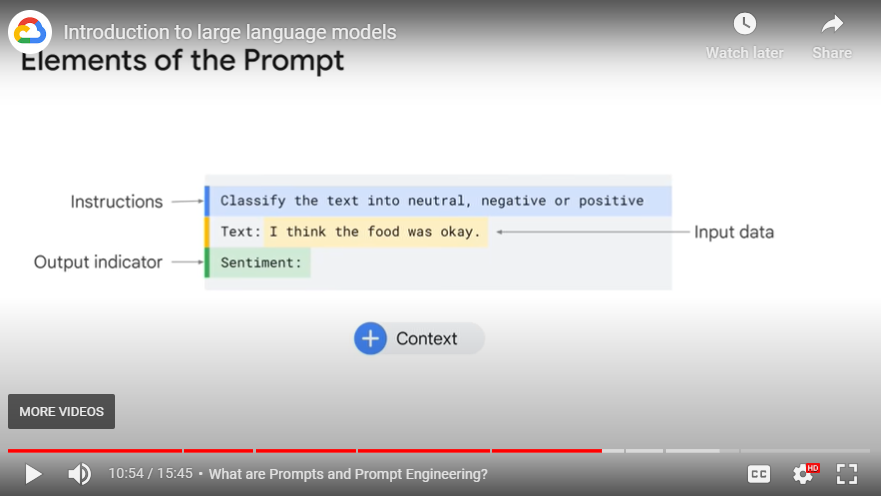 Introduction to large language models
Watch later
Share
Elements of the Prompt
Instructions
Classify the text into neutral, negative or positive
Text: I think the food was okay.
Input data
Output indicator
Sentiment:
+ Context
MORE VIDEOS
10:54 / 15:45 • What are Prompts and Prompt Engineering?
CC
HD